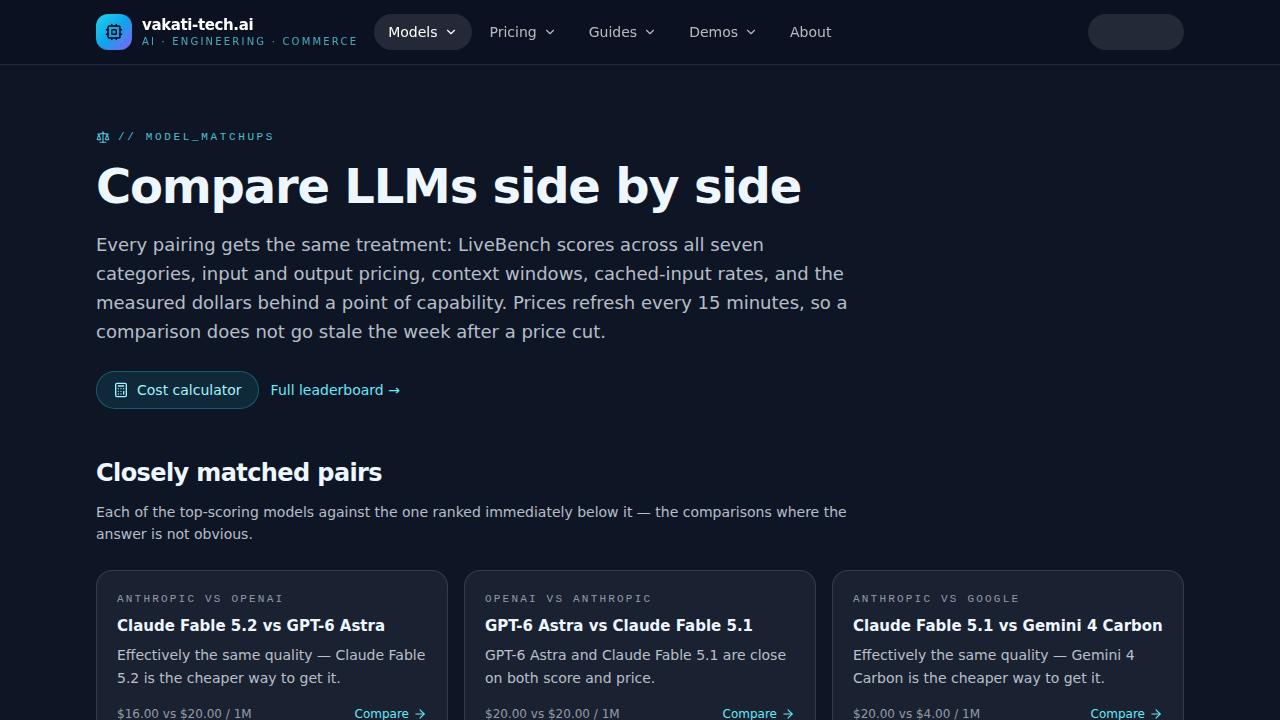 vakati-tech.ai
AI · ENGINEERING · COMMERCE
Models
Pricing
Guides
Demos
About
// MODEL_MATCHUPS
Compare LLMs side by side
Every pairing gets the same treatment: LiveBench scores across all seven
categories, input and output pricing, context windows, cached-input rates, and the
measured dollars behind a point of capability. Prices refresh every 15 minutes, so a
comparison does not go stale the week after a price cut.
Cost calculator
Full leaderboard →
Closely matched pairs
Each of the top-scoring models against the one ranked immediately below it — the comparisons where the
answer is not obvious.
ANTHROPIC VS OPENAI
Claude Fable 5.2 vs GPT-6 Astra
Effectively the same quality — Claude Fable
5.2 is the cheaper way to get it.
$16.00 vs $20.00 / 1M
Compare →
OPENAI VS ANTHROPIC
GPT-6 Astra vs Claude Fable 5.1
GPT-6 Astra and Claude Fable 5.1 are close
on both score and price.
$20.00 vs $20.00 / 1M
Compare →
ANTHROPIC VS GOOGLE
Claude Fable 5.1 vs Gemini 4 Carbon
Effectively the same quality — Gemini 4
Carbon is the cheaper way to get it.
$20.00 vs $4.00 / 1M
Compare →